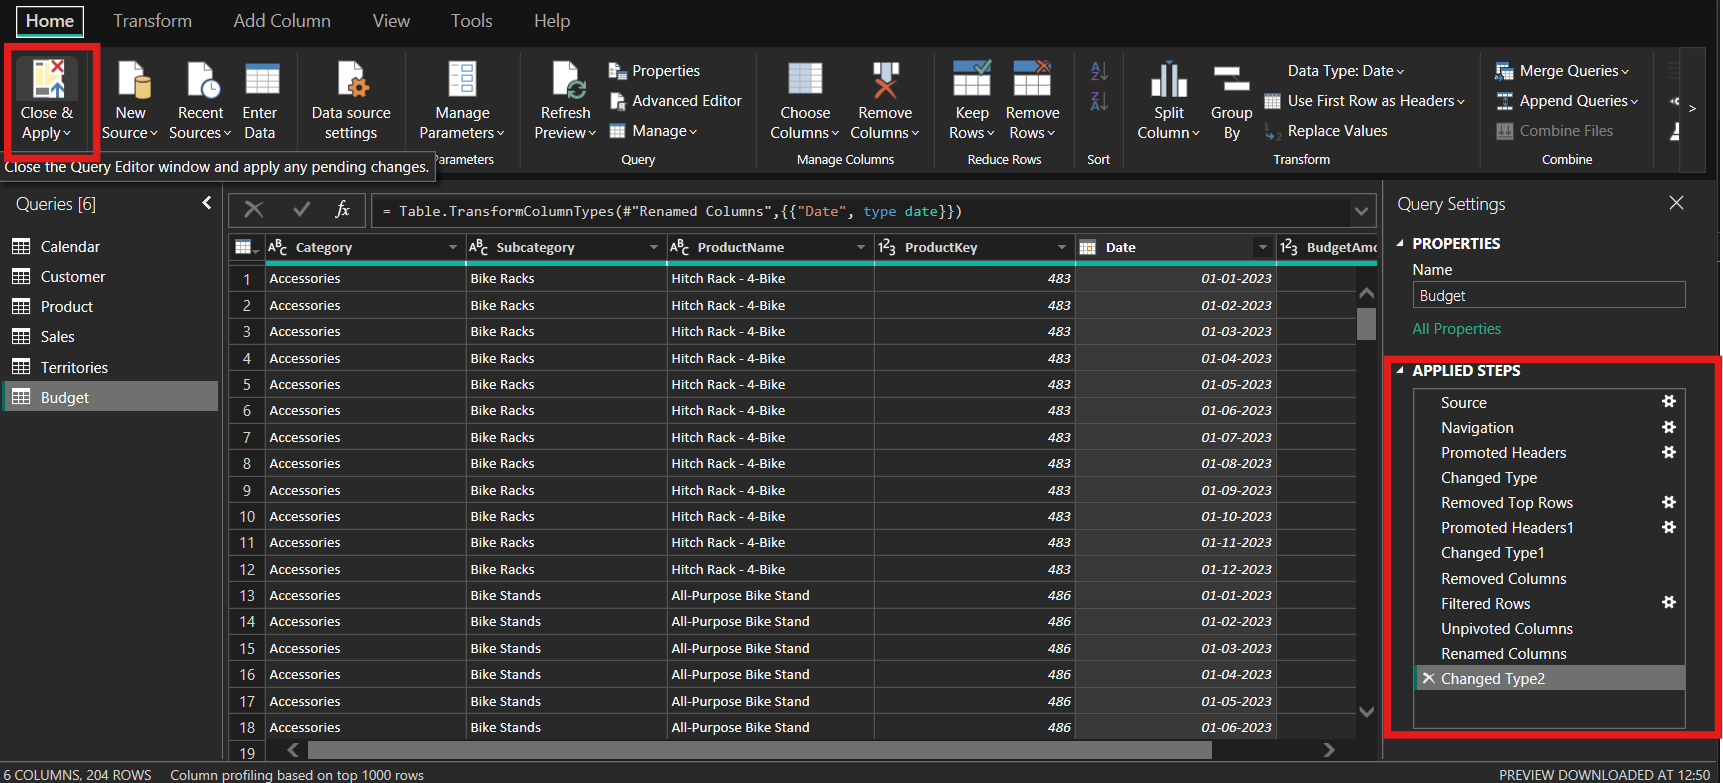 Home Transform Add Column View Tools Help
Close & Apply
New Source
Recent Sources
Enter Data
Data source settings
Manage Parameters
Refresh Preview
Properties
Advanced Editor
Manage
Choose Columns
Remove Columns
Keep Rows
Remove Rows
Split Column
Group By
Data Type: Date
Use First Row as Headers
Replace Values
Merge Queries
Append Queries
Combine Files
Parameters Query Manage Columns Reduce Rows Sort Transform Combine
Close the Query Editor window and apply any pending changes.
Queries [6]
Calendar
Customer
Product
Sales
Territories
Budget
fx = Table.TransformColumnTypes(#"Renamed Columns",{{"Date", type date}})
ABC Category ABC Subcategory ABC ProductName 123 ProductKey Date 123 BudgetAm
1 Accessories Bike Racks Hitch Rack - 4-Bike 483 01-01-2023
2 Accessories Bike Racks Hitch Rack - 4-Bike 483 01-02-2023
3 Accessories Bike Racks Hitch Rack - 4-Bike 483 01-03-2023
4 Accessories Bike Racks Hitch Rack - 4-Bike 483 01-04-2023
5 Accessories Bike Racks Hitch Rack - 4-Bike 483 01-05-2023
6 Accessories Bike Racks Hitch Rack - 4-Bike 483 01-06-2023
7 Accessories Bike Racks Hitch Rack - 4-Bike 483 01-07-2023
8 Accessories Bike Racks Hitch Rack - 4-Bike 483 01-08-2023
9 Accessories Bike Racks Hitch Rack - 4-Bike 483 01-09-2023
10 Accessories Bike Racks Hitch Rack - 4-Bike 483 01-10-2023
11 Accessories Bike Racks Hitch Rack - 4-Bike 483 01-11-2023
12 Accessories Bike Racks Hitch Rack - 4-Bike 483 01-12-2023
13 Accessories Bike Stands All-Purpose Bike Stand 486 01-01-2023
14 Accessories Bike Stands All-Purpose Bike Stand 486 01-02-2023
15 Accessories Bike Stands All-Purpose Bike Stand 486 01-03-2023
16 Accessories Bike Stands All-Purpose Bike Stand 486 01-04-2023
17 Accessories Bike Stands All-Purpose Bike Stand 486 01-05-2023
18 Accessories Bike Stands All-Purpose Bike Stand 486 01-06-2023
19
Query Settings
PROPERTIES
Name
Budget
All Properties
APPLIED STEPS
Source
Navigation
Promoted Headers
Changed Type
Removed Top Rows
Promoted Headers1
Changed Type1
Removed Columns
Filtered Rows
Unpivoted Columns
Renamed Columns
Changed Type2
6 COLUMNS, 204 ROWS Column profiling based on top 1000 rows PREVIEW DOWNLOADED AT 12:50